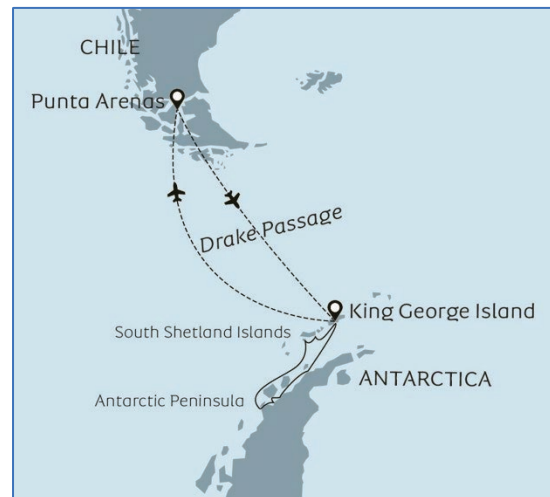 CHILE
Punta Arenas
Drake Passage
King George Island
South Shetland Islands
ANTARCTICA
Antarctic Peninsula